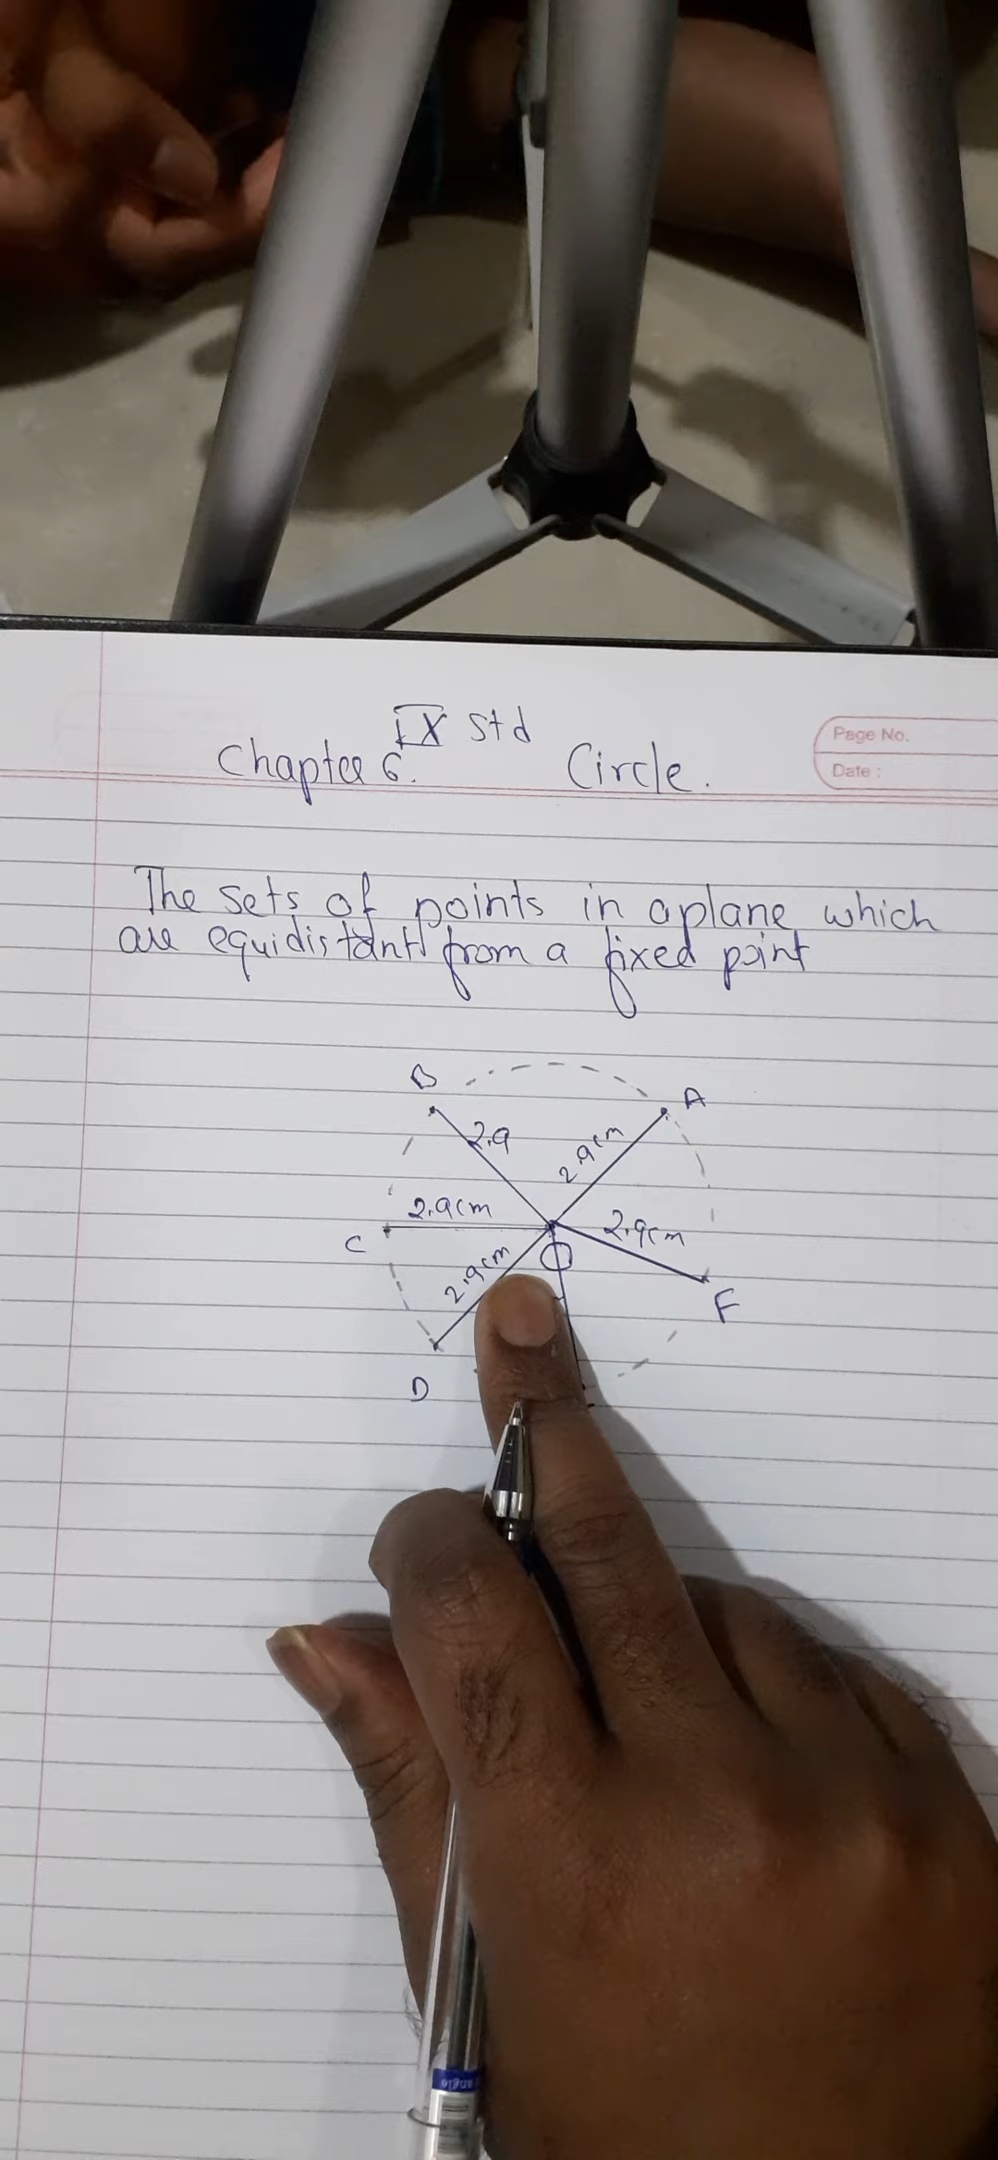 IX Std
Chapter 6. Circle.
Page No.
Date :
The sets of points in a plane which
are equidistant from a fixed point
B
A
2.9
2.9cm
2.9cm
2.9cm
C
2.9cm
O
F
D
angle